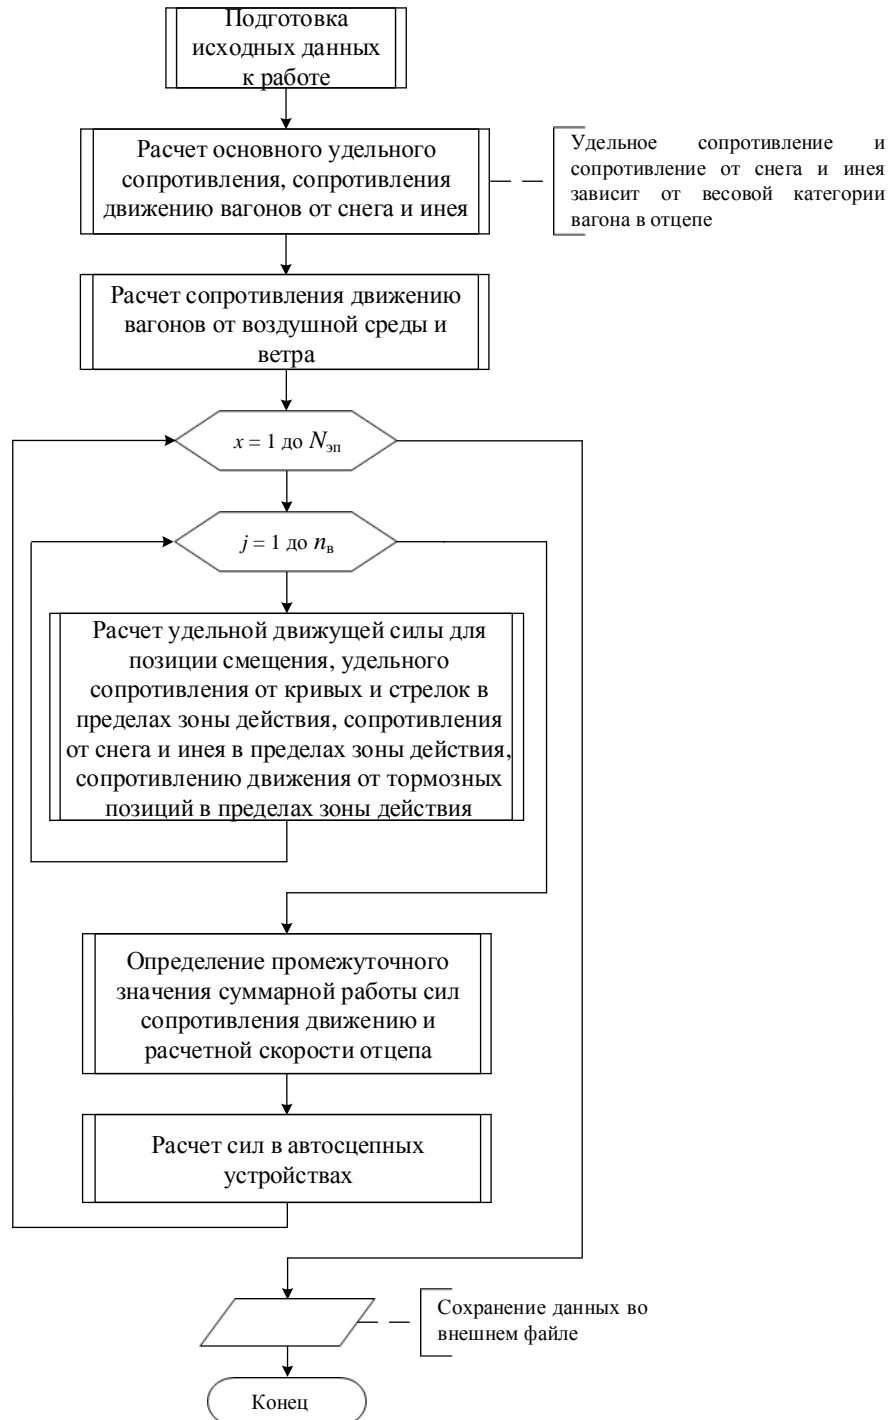 Подготовка
исходных данных
к работе
Расчет основного удельного
сопротивления, сопротивления
движению вагонов от снега и инея
Удельное сопротивление и
сопротивление от снега и инея
зависит от весовой категории
вагона в отцепе
Расчет сопротивления движению
вагонов от воздушной среды и
ветра
x = 1 до Nэп
j = 1 до nв
Расчет удельной движущей силы для
позиции смещения, удельного
сопротивления от кривых и стрелок в
пределах зоны действия, сопротивления
от снега и инея в пределах зоны действия,
сопротивлению движения от тормозных
позиций в пределах зоны действия
Определение промежуточного
значения суммарной работы сил
сопротивления движению и
расчетной скорости отцепа
Расчет сил в автосцепных
устройствах
Сохранение данных во
внешнем файле
Конец